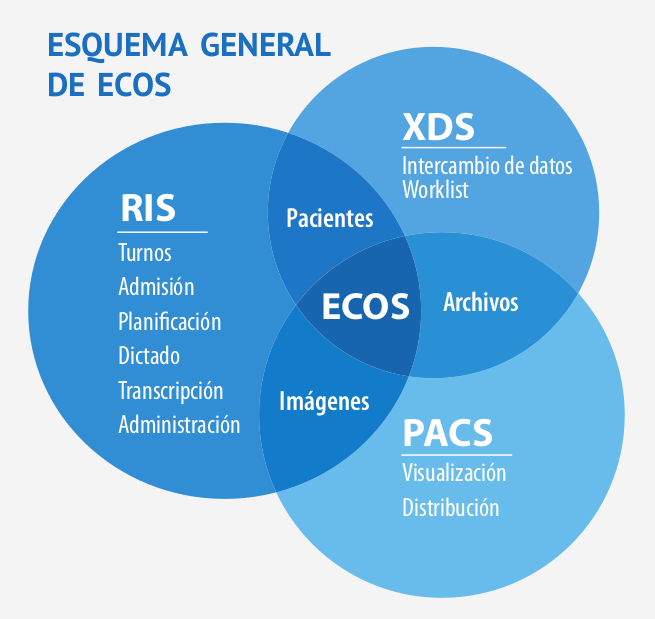 ESQUEMA GENERAL
DE ECOS
XDS
Intercambio de datos
Worklist
RIS
Turnos
Admisión
Planificación
Dictado
Transcripción
Administración
Pacientes
ECOS
Archivos
Imágenes
PACS
Visualización
Distribución